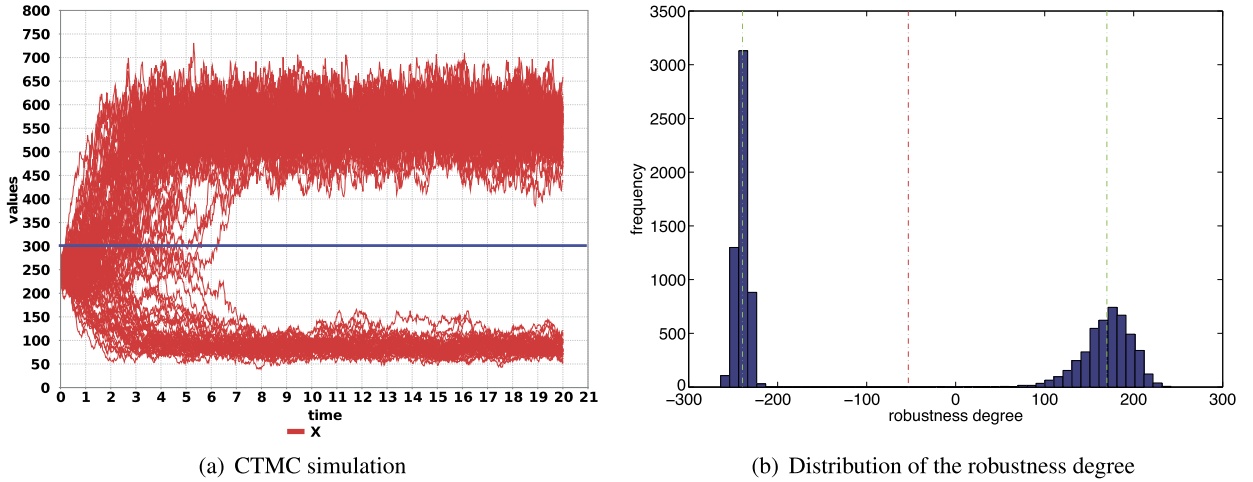 800
750
700
650
600
550
500
450
400
350
300
250
200
150
100
50
0
values
0 1 2 3 4 5 6 7 8 9 10 11 12 13 14 15 16 17 18 19 20 21
time
X
(a) CTMC simulation
3500
3000
2500
2000
1500
1000
500
0
frequency
−300 −200 −100 0 100 200 300
robustness degree
(b) Distribution of the robustness degree